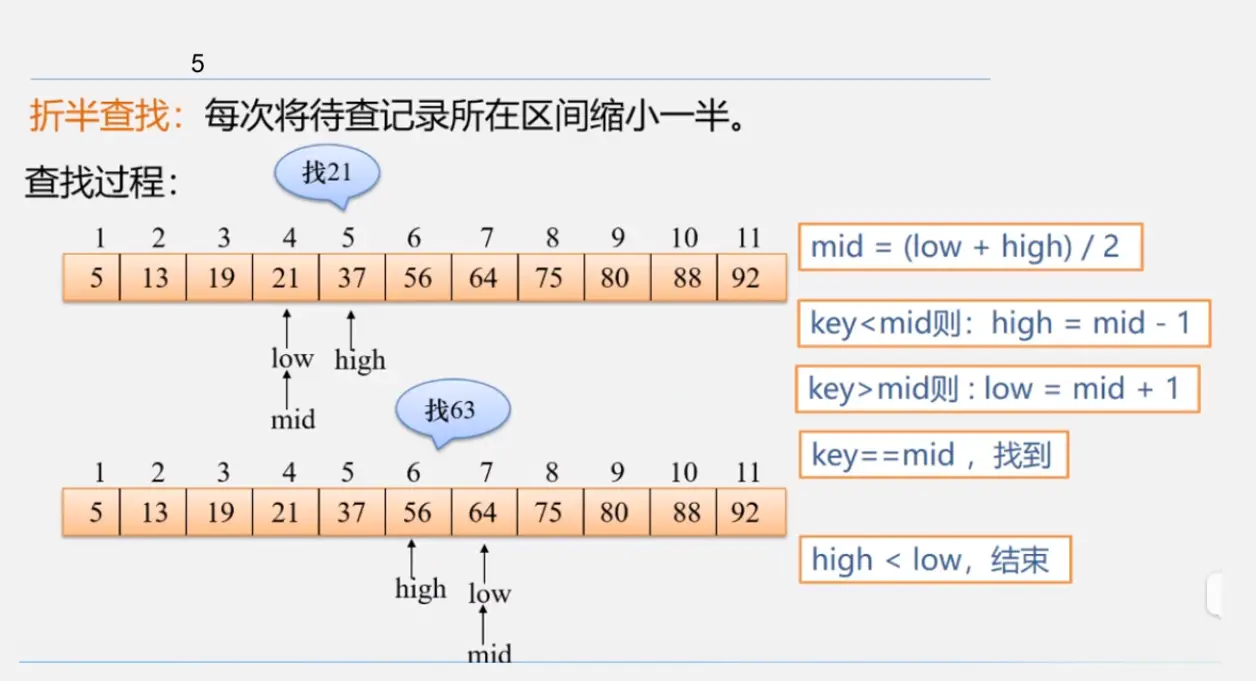 5
折半查找：每次将待查记录所在区间缩小一半。
查找过程：
找21
1 2 3 4 5 6 7 8 9 10 11
5 13 19 21 37 56 64 75 80 88 92
low high
mid
找63
1 2 3 4 5 6 7 8 9 10 11
5 13 19 21 37 56 64 75 80 88 92
high low
mid
mid = (low + high) / 2
key<mid则：high = mid - 1
key>mid则 : low = mid + 1
key==mid ，找到
high < low，结束